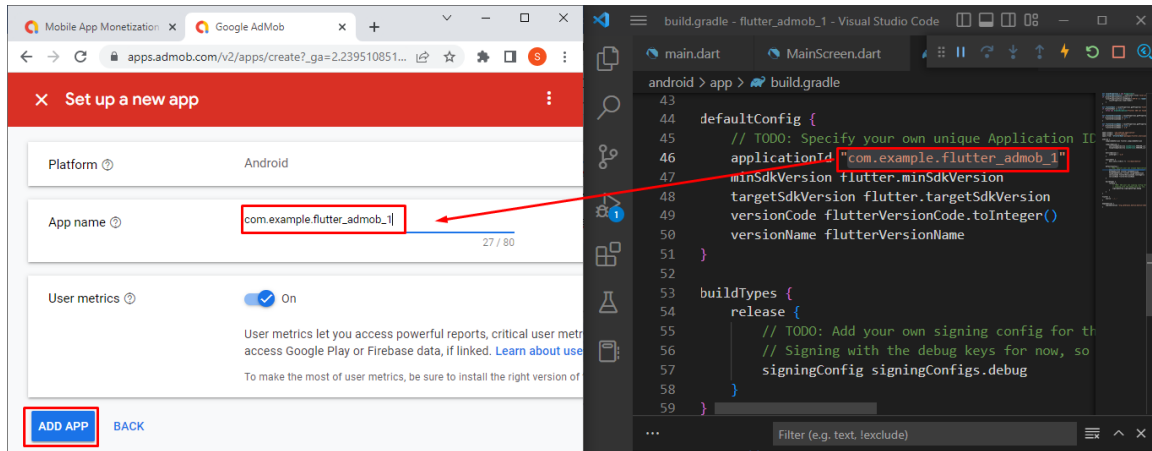 Mobile App Monetization
Google AdMob
apps.admob.com/v2/apps/create?_ga=2.239510851...
S
Set up a new app
Platform
Android
App name
com.example.flutter_admob_1
27 / 80
User metrics
On
User metrics let you access powerful reports, critical user metr
access Google Play or Firebase data, if linked. Learn about use
To make the most of user metrics, be sure to install the right version of
ADD APP
BACK
build.gradle - flutter_admob_1 - Visual Studio Code
main.dart
MainScreen.dart
android > app > build.gradle
43
44 defaultConfig {
45 // TODO: Specify your own unique Application ID
46 applicationId "com.example.flutter_admob_1"
47 minSdkVersion flutter.minSdkVersion
48 targetSdkVersion flutter.targetSdkVersion
49 versionCode flutterVersionCode.toInteger()
50 versionName flutterVersionName
51 }
52
53 buildTypes {
54 release {
55 // TODO: Add your own signing config for th
56 // Signing with the debug keys for now, so
57 signingConfig signingConfigs.debug
58 }
59 }
1
Filter (e.g. text, !exclude)